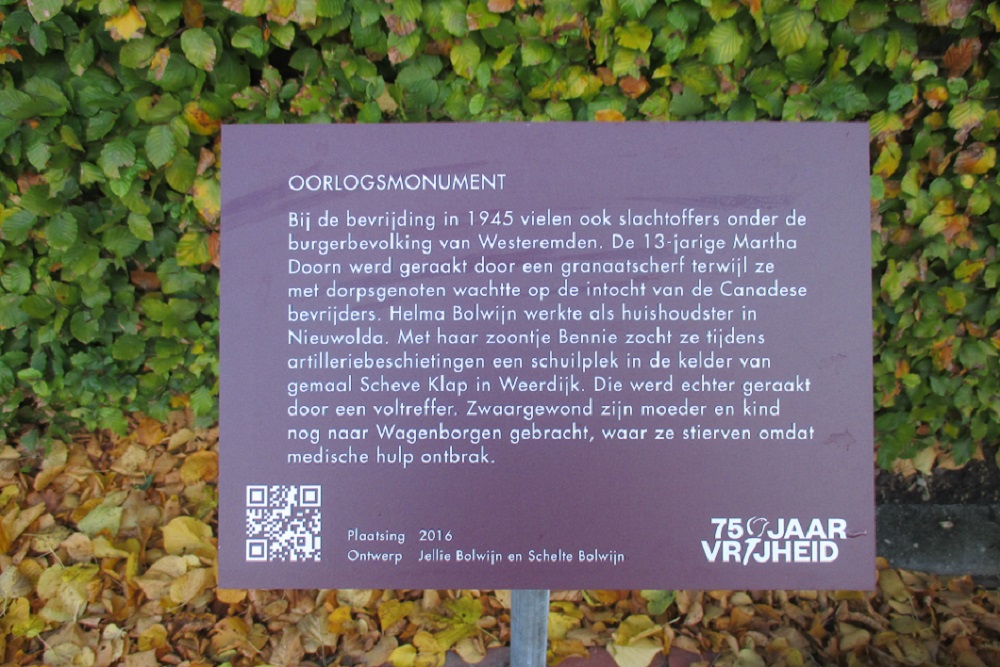 OORLOGSMONUMENT
Bij de bevrijding in 1945 vielen ook slachtoffers onder de
burgerbevolking van Westeremden. De 13-jarige Martha
Doorn werd geraakt door een granaatscherf terwijl ze
met dorpsgenoten wachtte op de intocht van de Canadese
bevrijders. Helma Bolwijn werkte als huishoudster in
Nieuwolda. Met haar zoontje Bennie zocht ze tijdens
artilleriebeschietingen een schuilplek in de kelder van
gemaal Scheve Klap in Weerdijk. Die werd echter geraakt
door een voltreffer. Zwaargewond zijn moeder en kind
nog naar Wagenborgen gebracht, waar ze stierven omdat
medische hulp ontbrak.
Plaatsing 2016
Ontwerp Jellie Bolwijn en Schelte Bolwijn
75 JAAR
VRIJHEID